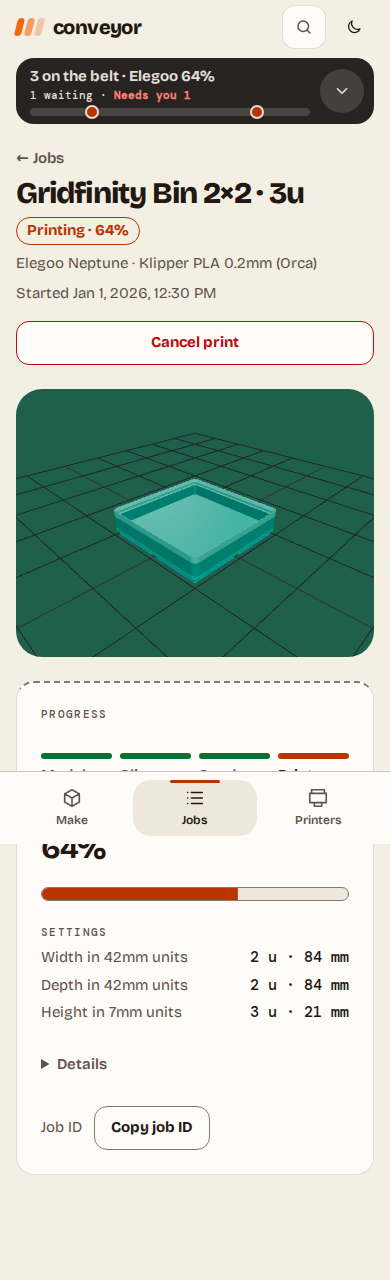 conveyor
3 on the belt · Elegoo 64%
1 waiting · Needs you 1
← Jobs
Gridfinity Bin 2×2 · 3u
Printing · 64%
Elegoo Neptune · Klipper PLA 0.2mm (Orca)
Started Jan 1, 2026, 12:30 PM
Cancel print
PROGRESS
Make
Jobs
Printers
64%
SETTINGS
Width in 42mm units 2 u · 84 mm
Depth in 42mm units 2 u · 84 mm
Height in 7mm units 3 u · 21 mm
Details
Job ID Copy job ID